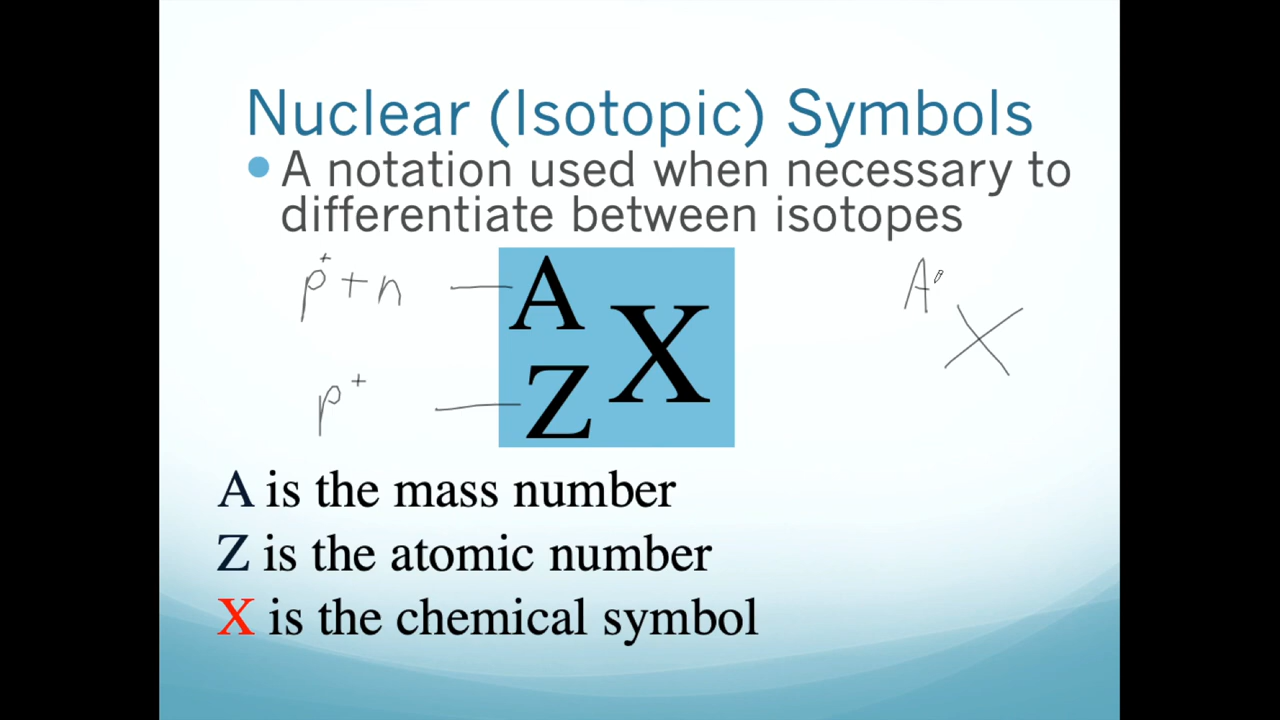 Nuclear (Isotopic) Symbols
• A notation used when necessary to
differentiate between isotopes
p⁺ + n
A
X
Z
p⁺
A
X
A is the mass number
Z is the atomic number
X is the chemical symbol